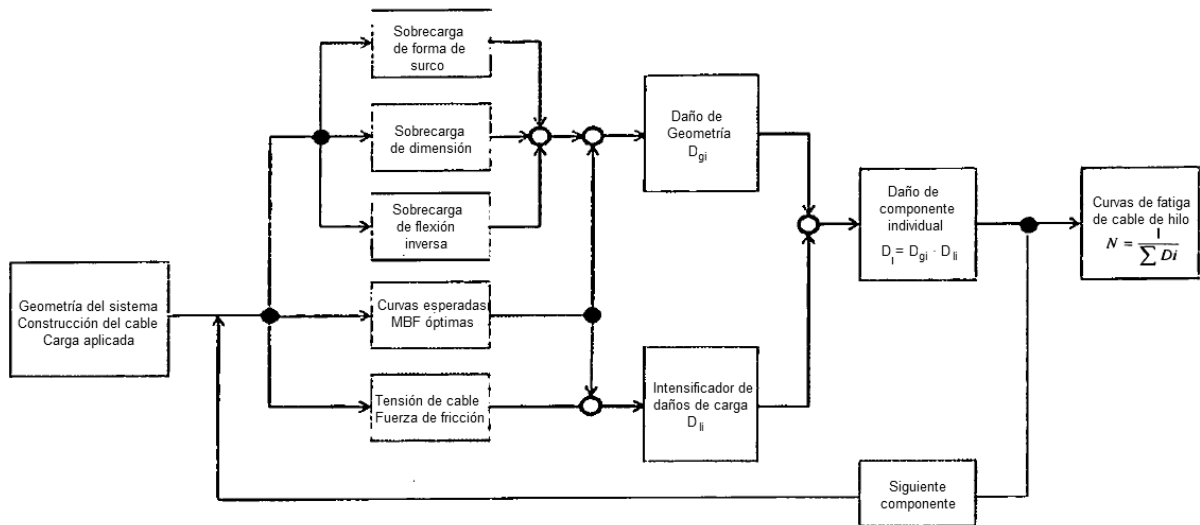 Sobrecarga
de forma de
surco
Sobrecarga
de dimensión
Sobrecarga
de flexión
inversa
Curvas esperadas
MBF óptimas
Tensión de cable
Fuerza de fricción
Geometría del sistema
Construcción del cable
Carga aplicada
Daño de
Geometría
D_gi
Intensificador de
daños de carga
D_li
Daño de
componente
individual
D_i = D_gi · D_li
Curvas de fatiga
de cable de hilo
N = 1 / ∑ Di
Siguiente
componente